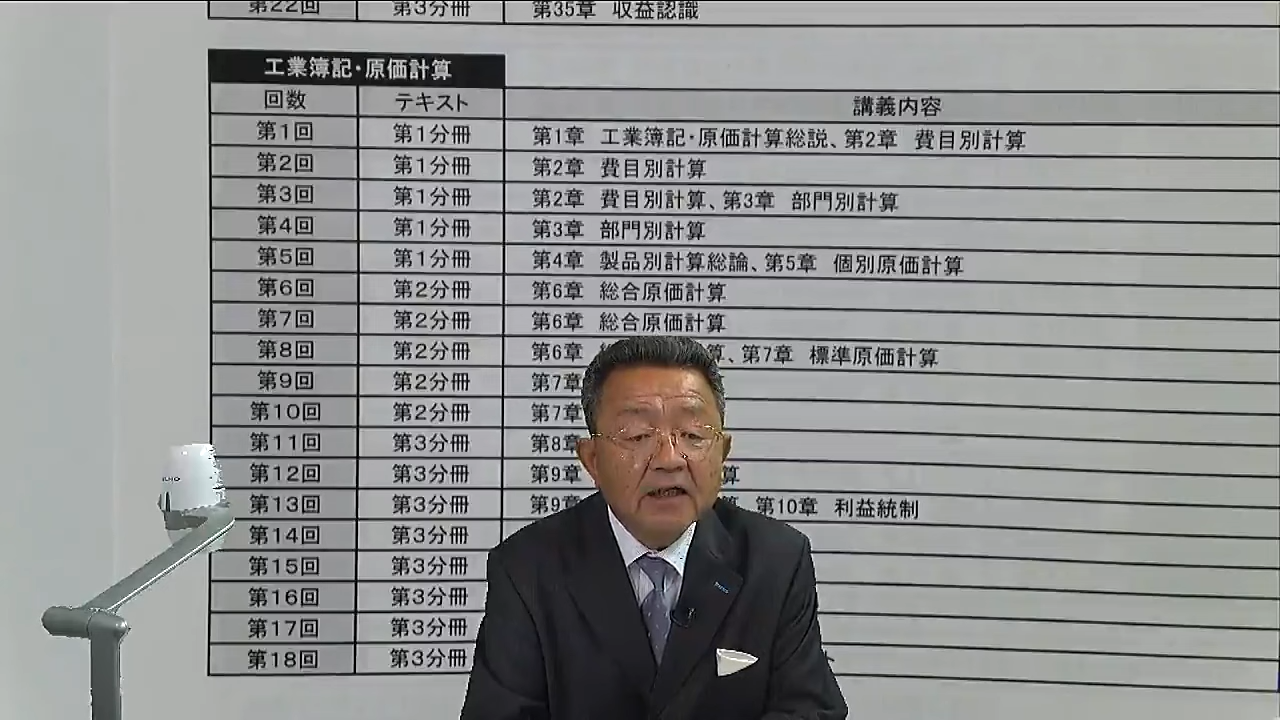 第22回 第3分冊 第35章 収益認識
工業簿記・原価計算
回数 テキスト 講義内容
第1回 第1分冊 第1章 工業簿記・原価計算総説、第2章 費目別計算
第2回 第1分冊 第2章 費目別計算
第3回 第1分冊 第2章 費目別計算、第3章 部門別計算
第4回 第1分冊 第3章 部門別計算
第5回 第1分冊 第4章 製品別計算総論、第5章 個別原価計算
第6回 第2分冊 第6章 総合原価計算
第7回 第2分冊 第6章 総合原価計算
第8回 第2分冊 第6章 算、第7章 標準原価計算
第9回 第2分冊 第7章
第10回 第2分冊 第7章
第11回 第3分冊 第8章
第12回 第3分冊 第9章 算
第13回 第3分冊 第9章 第10章 利益統制
第14回 第3分冊
第15回 第3分冊
第16回 第3分冊
第17回 第3分冊
第18回 第3分冊